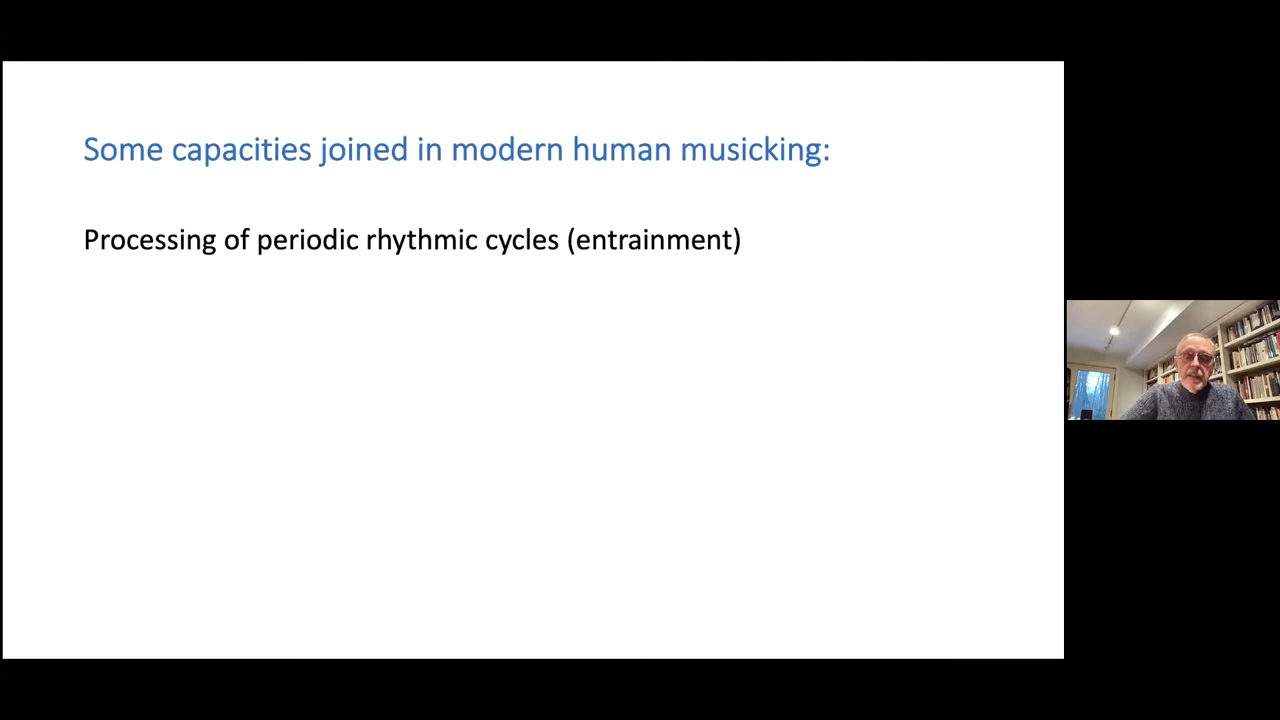 Some capacities joined in modern human musicking:
Processing of periodic rhythmic cycles (entrainment)